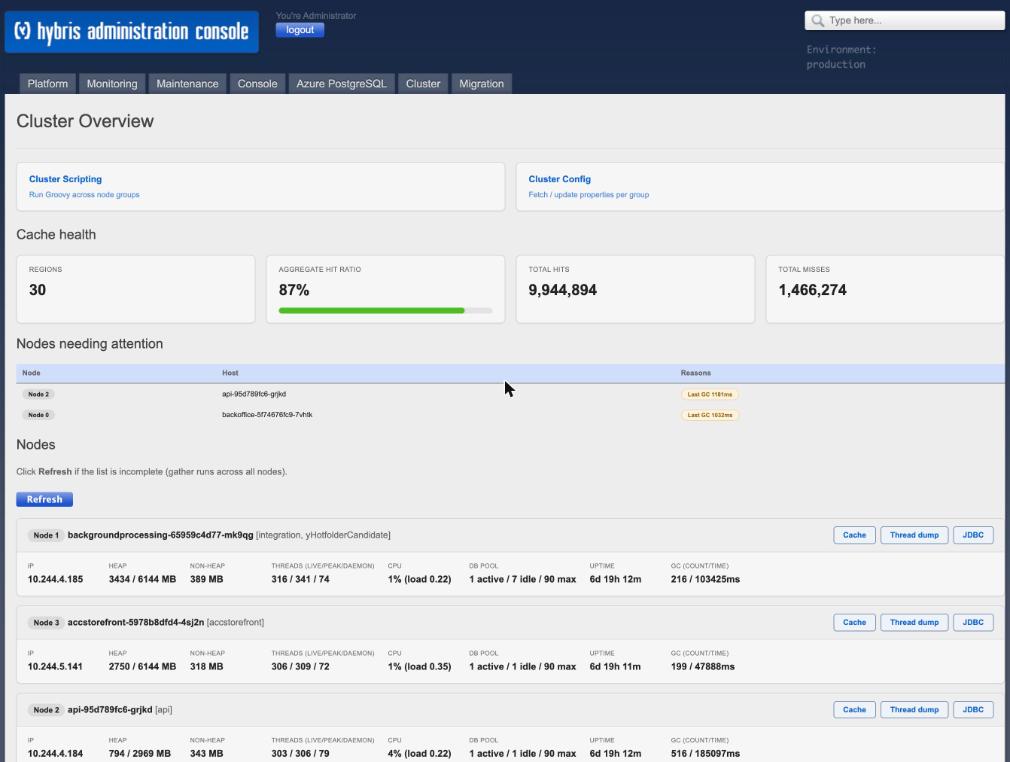 (y) hybris administration console
You're Administrator
logout
Type here...
Environment:
production
Platform Monitoring Maintenance Console Azure PostgreSQL Cluster Migration
Cluster Overview
Cluster Scripting
Run Groovy across node groups
Cluster Config
Fetch / update properties per group
Cache health
REGIONS
30
AGGREGATE HIT RATIO
87%
TOTAL HITS
9,944,894
TOTAL MISSES
1,466,274
Nodes needing attention
Node Host Reasons
Node 2 api-95d789fc6-grjkd Last GC 1181ms
Node 0 backoffice-5f74676fc9-7vhtk Last GC 1032ms
Nodes
Click Refresh if the list is incomplete (gather runs across all nodes).
Refresh
Node 1 backgroundprocessing-65959c4d77-mk9qg [integration, yHotfolderCandidate] Cache Thread dump JDBC
IP HEAP NON-HEAP THREADS (LIVE/PEAK/DAEMON) CPU DB POOL UPTIME GC (COUNT/TIME)
10.244.4.185 3434 / 6144 MB 389 MB 316 / 341 / 74 1% (load 0.22) 1 active / 7 idle / 90 max 6d 19h 12m 216 / 103425ms
Node 3 accstorefront-5978b8dfd4-4sj2n [accstorefront] Cache Thread dump JDBC
IP HEAP NON-HEAP THREADS (LIVE/PEAK/DAEMON) CPU DB POOL UPTIME GC (COUNT/TIME)
10.244.5.141 2750 / 6144 MB 318 MB 306 / 309 / 72 1% (load 0.35) 1 active / 1 idle / 90 max 6d 19h 11m 199 / 47888ms
Node 2 api-95d789fc6-grjkd [api] Cache Thread dump JDBC
IP HEAP NON-HEAP THREADS (LIVE/PEAK/DAEMON) CPU DB POOL UPTIME GC (COUNT/TIME)
10.244.4.184 794 / 2969 MB 343 MB 303 / 306 / 79 4% (load 0.22) 1 active / 1 idle / 90 max 6d 19h 12m 516 / 185097ms